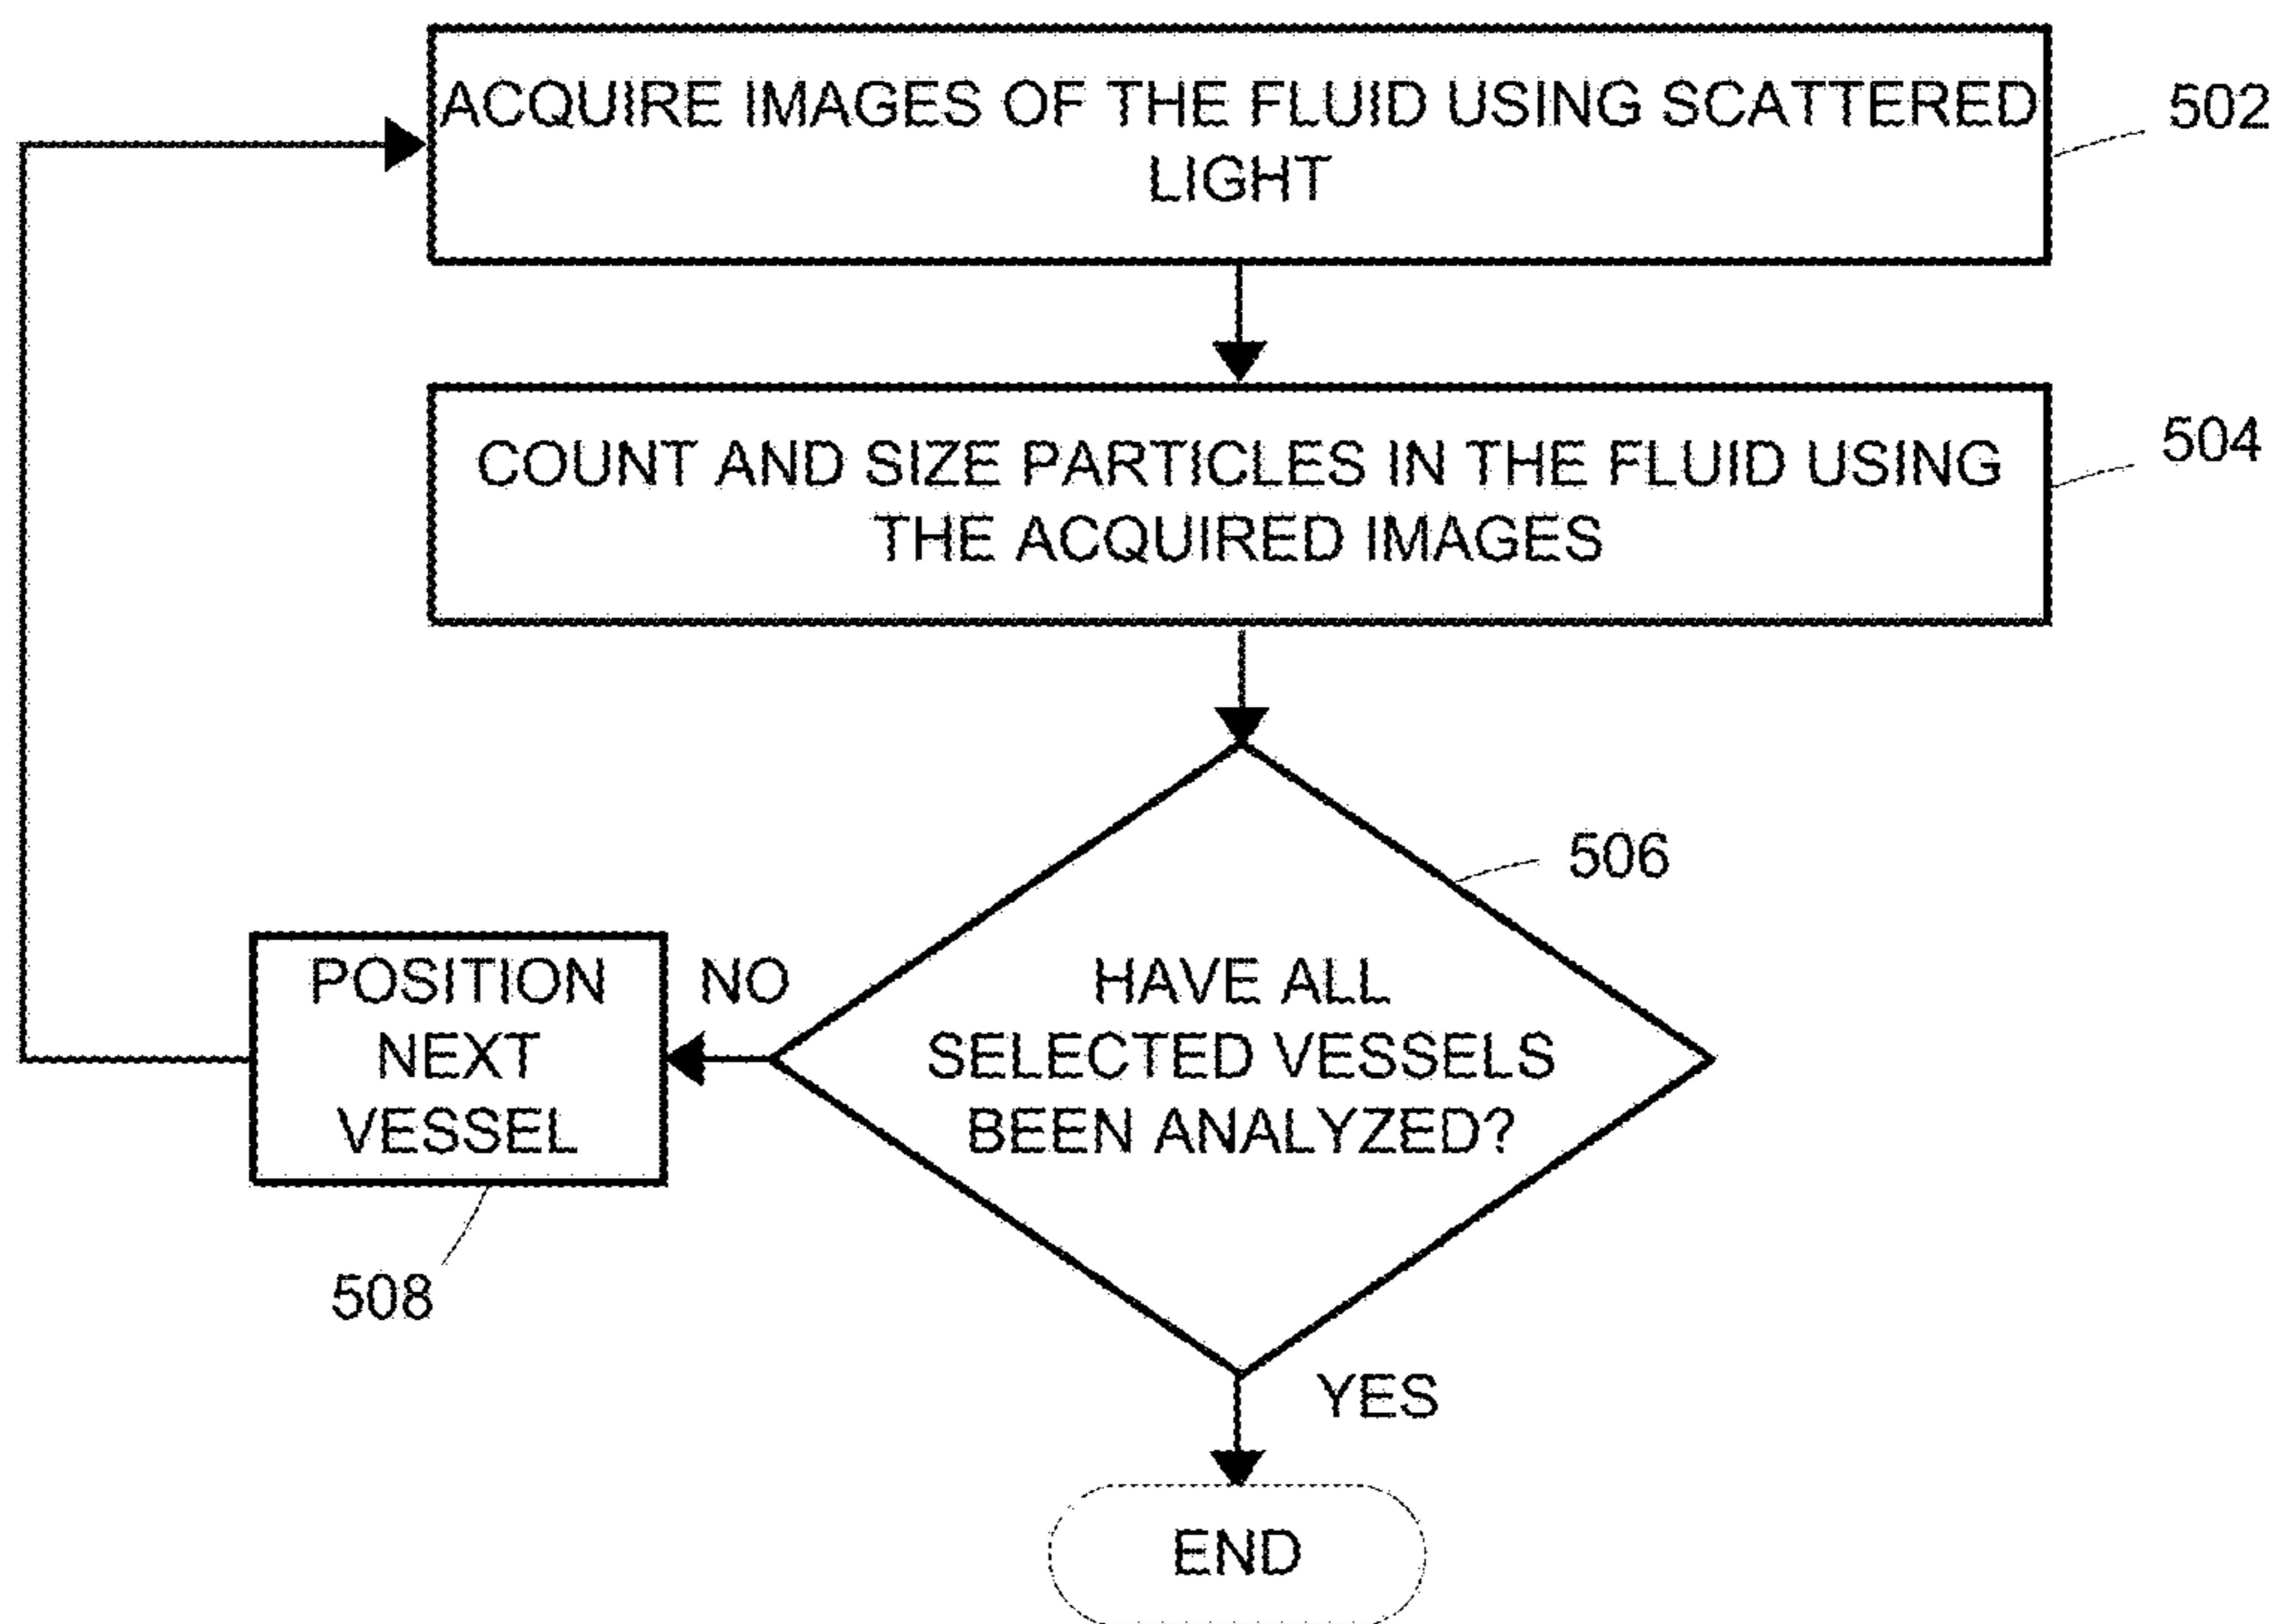 ACQUIRE IMAGES OF THE FLUID USING SCATTERED
LIGHT
502
COUNT AND SIZE PARTICLES IN THE FLUID USING
THE ACQUIRED IMAGES
504
506
HAVE ALL
SELECTED VESSELS
BEEN ANALYZED?
NO
POSITION
NEXT
VESSEL
508
YES
END